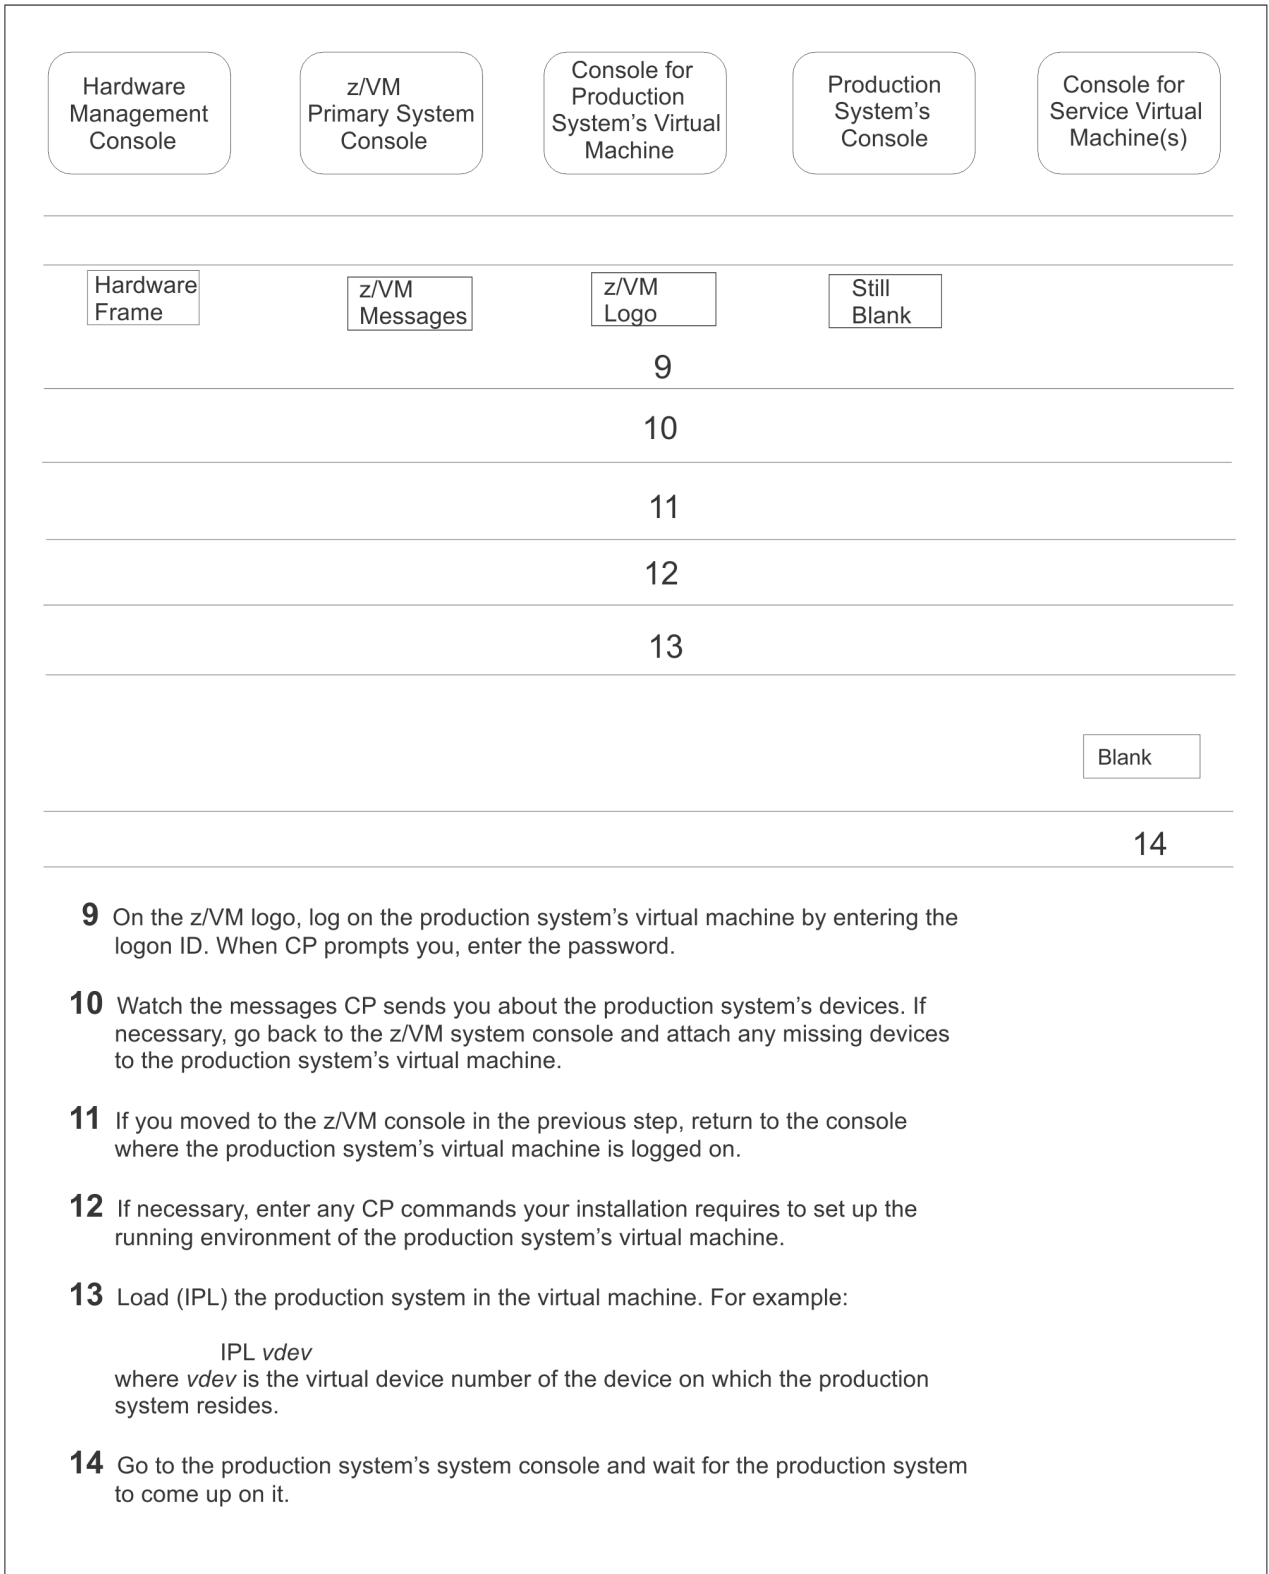 Hardware
Management
Console
z/VM
Primary System
Console
Console for
Production
System's Virtual
Machine
Production
System's
Console
Console for
Service Virtual
Machine(s)
Hardware
Frame
z/VM
Messages
z/VM
Logo
Still
Blank
9
10
11
12
13
Blank
14
9 On the z/VM logo, log on the production system's virtual machine by entering the
logon ID. When CP prompts you, enter the password.
10 Watch the messages CP sends you about the production system's devices. If
necessary, go back to the z/VM system console and attach any missing devices
to the production system's virtual machine.
11 If you moved to the z/VM console in the previous step, return to the console
where the production system's virtual machine is logged on.
12 If necessary, enter any CP commands your installation requires to set up the
running environment of the production system's virtual machine.
13 Load (IPL) the production system in the virtual machine. For example:
IPL vdev
where vdev is the virtual device number of the device on which the production
system resides.
14 Go to the production system's system console and wait for the production system
to come up on it.